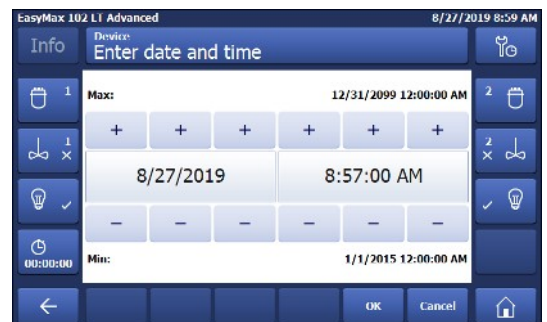 EasyMax 102 LT Advanced 8/27/2019 8:59 AM
Info
Device
Enter date and time
1
Max: 12/31/2099 12:00:00 AM
2
+ + + + + +
1
2
8/27/2019 8:57:00 AM
− − − − − −
00:00:00
Min: 1/1/2015 12:00:00 AM
OK Cancel